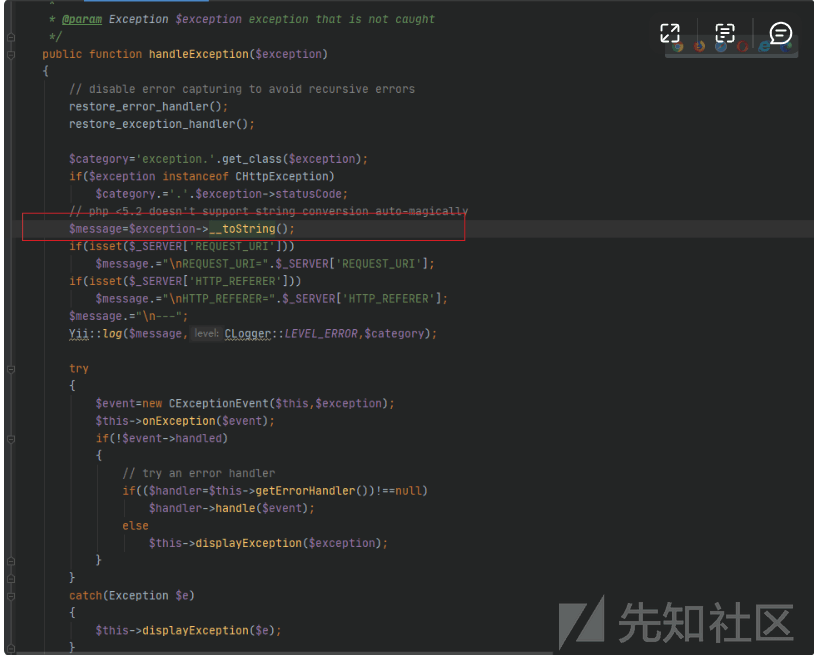 * @param Exception $exception exception that is not caught
*/
public function handleException($exception)
{
// disable error capturing to avoid recursive errors
restore_error_handler();
restore_exception_handler();
$category='exception.'.get_class($exception);
if($exception instanceof CHttpException)
$category.='.'.$exception->statusCode;
// php <5.2 doesn't support string conversion auto-magically
$message=$exception->__toString();
if(isset($_SERVER['REQUEST_URI']))
$message.="\nREQUEST_URI=".$_SERVER['REQUEST_URI'];
if(isset($_SERVER['HTTP_REFERER']))
$message.="\nHTTP_REFERER=".$_SERVER['HTTP_REFERER'];
$message.="\n---";
Yii::log($message, level: CLogger::LEVEL_ERROR,$category);
try
{
$event=new CExceptionEvent($this,$exception);
$this->onException($event);
if(!$event->handled)
{
// try an error handler
if(($handler=$this->getErrorHandler())!==null)
$handler->handle($event);
else
$this->displayException($exception);
}
}
catch(Exception $e)
{
$this->displayException($e);
}
先知社区